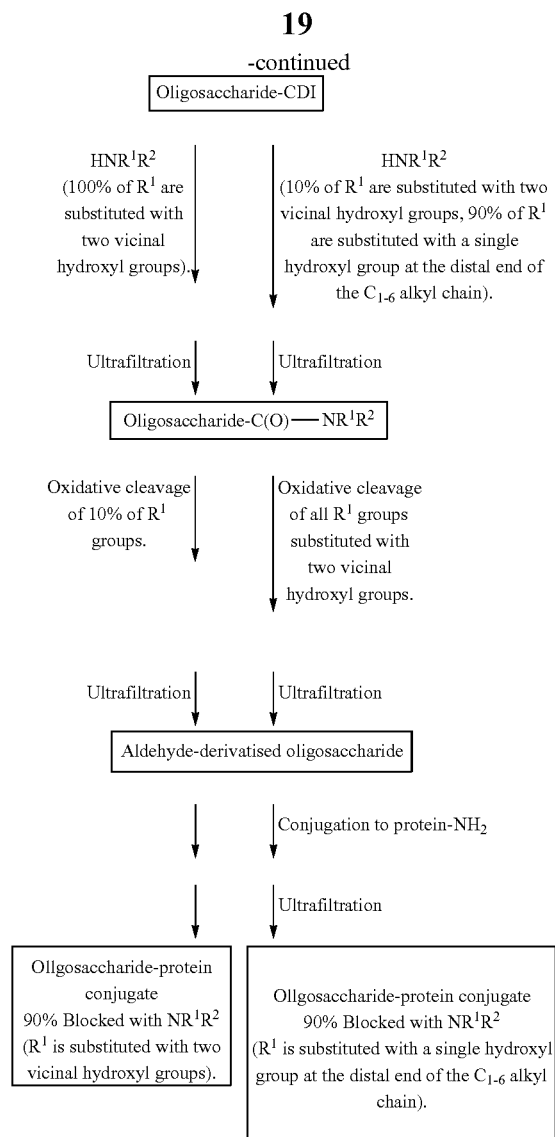 19
-continued
Oligosaccharide-CDI
HNR¹R²
(100% of R¹ are
substituted with
two vicinal
hydroxyl groups).
HNR¹R²
(10% of R¹ are substituted with two
vicinal hydroxyl groups, 90% of R¹
are substituted with a single
hydroxyl group at the distal end of
the C₁₋₆ alkyl chain).
Ultrafiltration
Ultrafiltration
Oligosaccharide-C(O)—NR¹R²
Oxidative cleavage
of 10% of R¹
groups.
Oxidative cleavage
of all R¹ groups
substituted with
two vicinal
hydroxyl groups.
Ultrafiltration
Ultrafiltration
Aldehyde-derivatised oligosaccharide
Conjugation to protein-NH₂
Ultrafiltration
Ollgosaccharide-protein
conjugate
90% Blocked with NR¹R²
(R¹ is substituted with two
vicinal hydroxyl groups).
Ollgosaccharide-protein conjugate
90% Blocked with NR¹R²
(R¹ is substituted with a single hydroxyl
group at the distal end of the C₁₋₆ alkyl
chain).